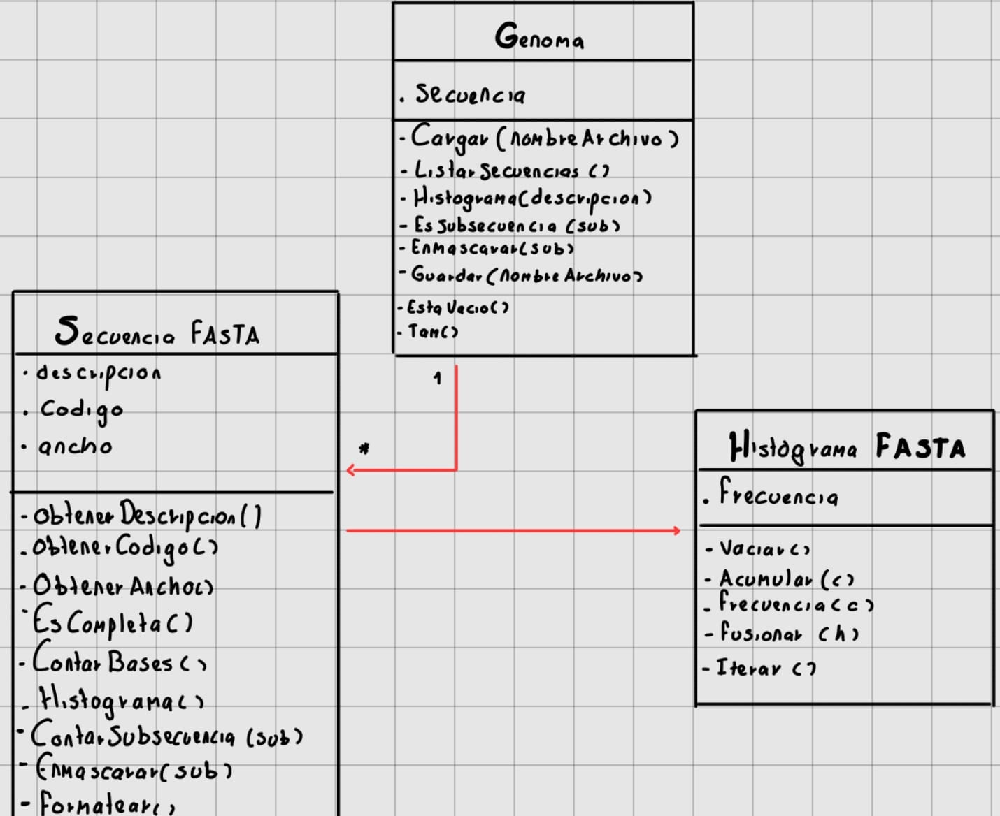 Genoma
. Secuencia
- Cargar (nombreArchivo)
- ListarSecuencias ()
- Histograma(descripcion)
- EsSubsecuencia (sub)
- Enmascarar(sub)
- Guardar (NombreArchivo)
- EstaVacio()
- Tam()
1
*
Secuencia FASTA
. descripcion
. Codigo
. ancho
- ObtenerDescripcion()
. ObtenerCodigo()
- ObtenerAncho()
- EsCompleta()
- ContarBases ()
- Histograma()
- ContarSubsecuencia (sub)
- Enmascarar(sub)
- Formatear()
Histograma FASTA
. Frecuencia
- Vaciar ()
- Acumular (c)
- Frecuencia (c)
- Fusionar (h)
- Iterar ()